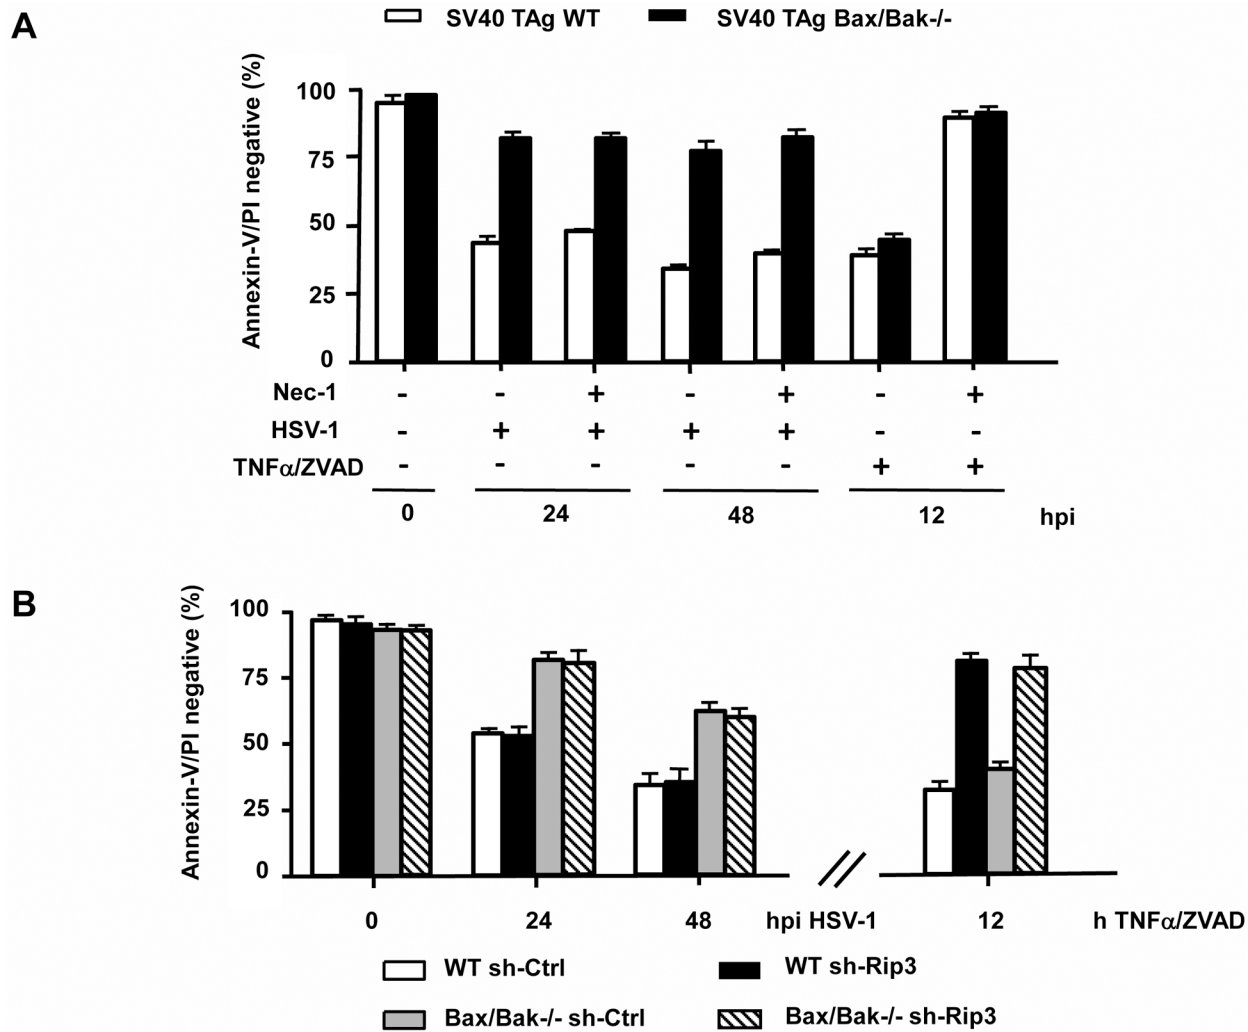 A
SV40 TAg WT SV40 TAg Bax/Bak-/-
Annexin-V/PI negative (%)
100
75
50
25
0
Nec-1 - - + - + - +
HSV-1 - + + + + - -
TNFα/ZVAD - - - - - + +
0 24 48 12 hpi
B
Annexin-V/PI negative (%)
100
75
50
25
0
0 24 48 hpi HSV-1 12 h TNFα/ZVAD
WT sh-Ctrl WT sh-Rip3
Bax/Bak-/- sh-Ctrl Bax/Bak-/- sh-Rip3